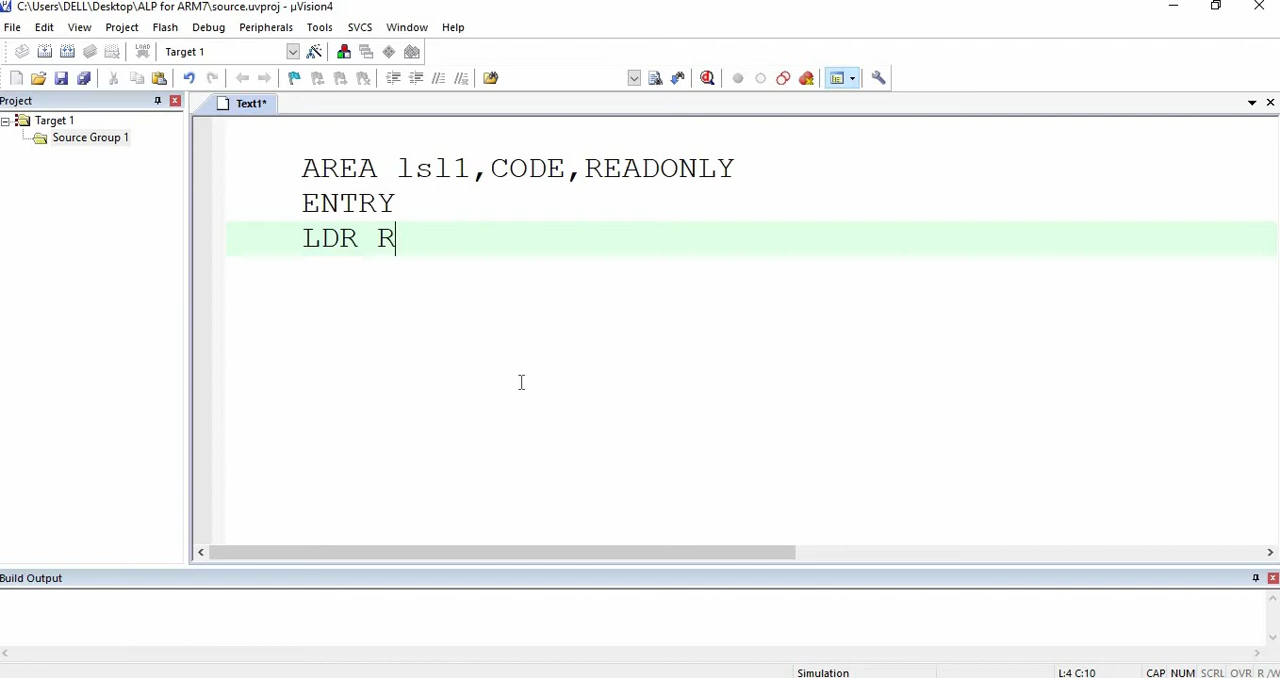 C:\Users\DELL\Desktop\ALP for ARM7\source.uvproj - µVision4
File Edit View Project Flash Debug Peripherals Tools SVCS Window Help
LOAD Target 1
Project
Text1*
Target 1
Source Group 1
AREA lsl1,CODE,READONLY
ENTRY
LDR R
Build Output
Simulation L:4 C:10 CAP NUM SCRL OVR R /W